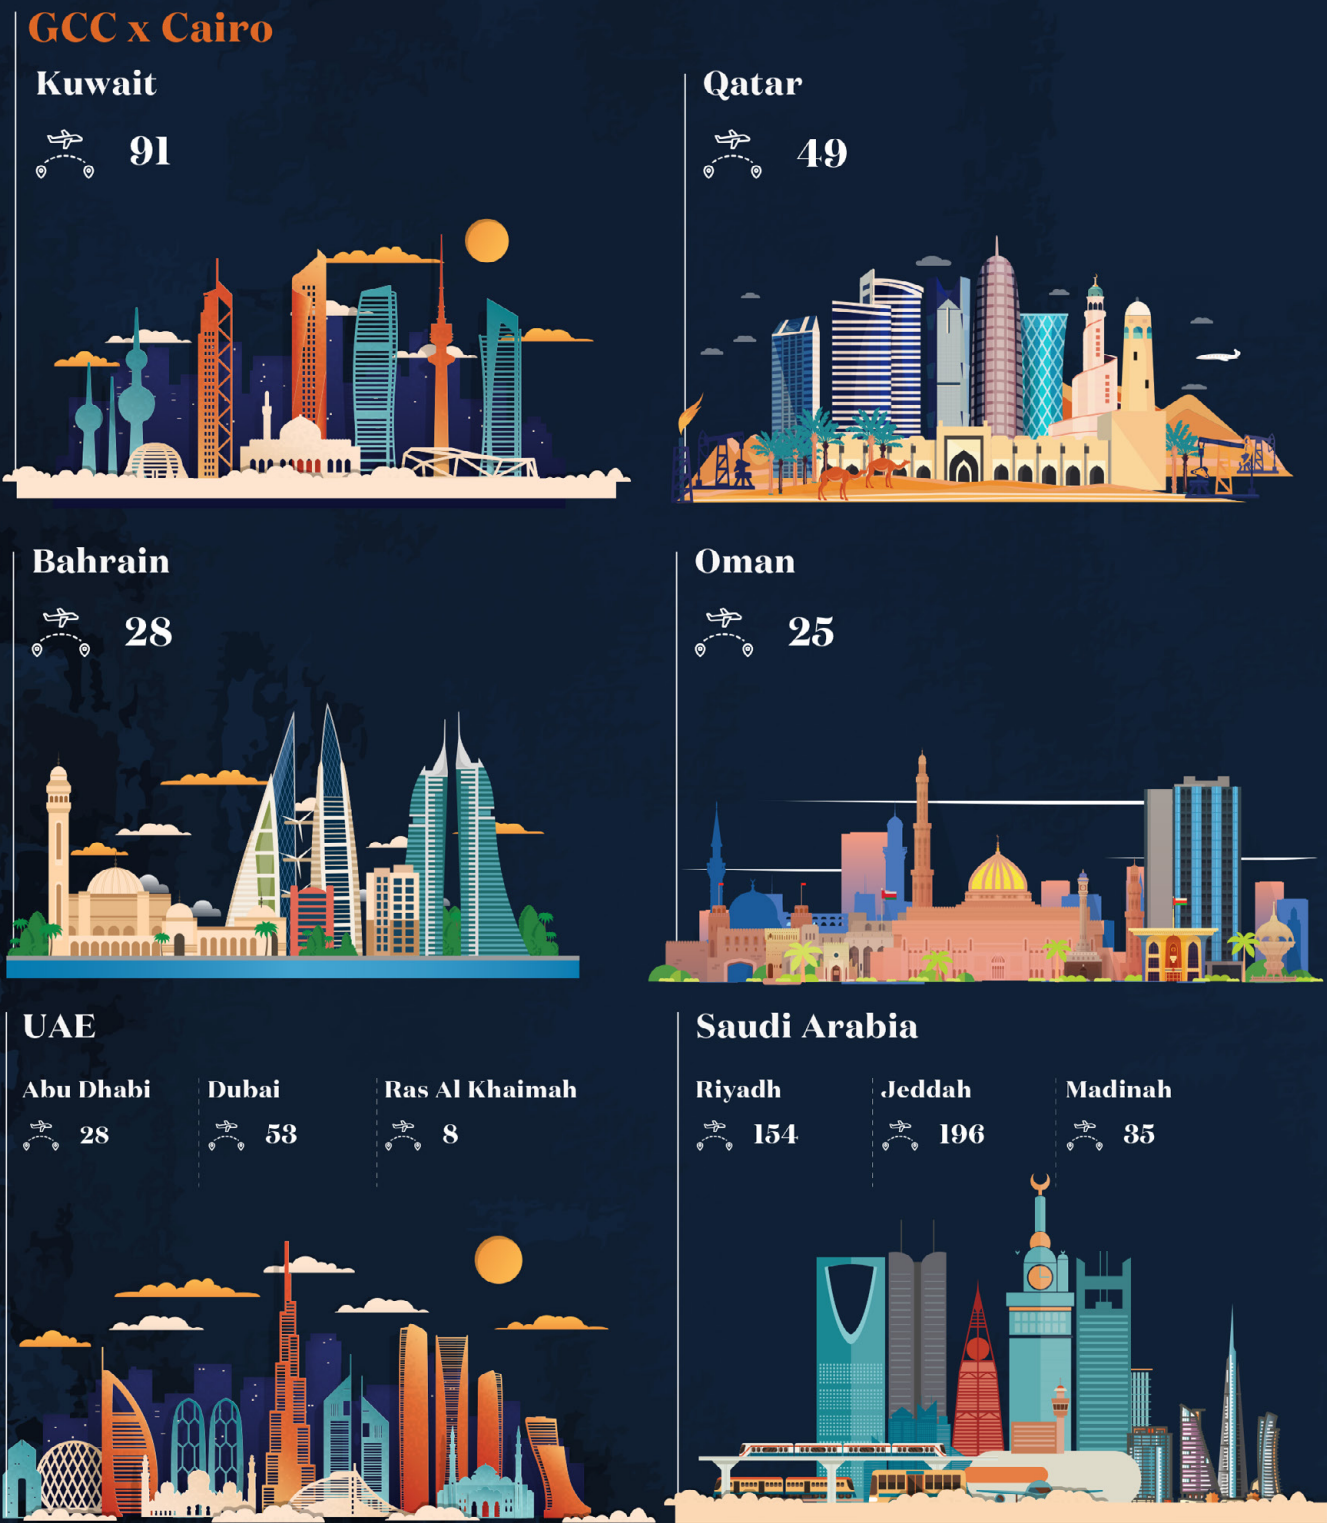 GCC x Cairo
Kuwait
91
Qatar
49
Bahrain
28
Oman
25
UAE
Abu Dhabi
28
Dubai
53
Ras Al Khaimah
8
Saudi Arabia
Riyadh
154
Jeddah
196
Madinah
35